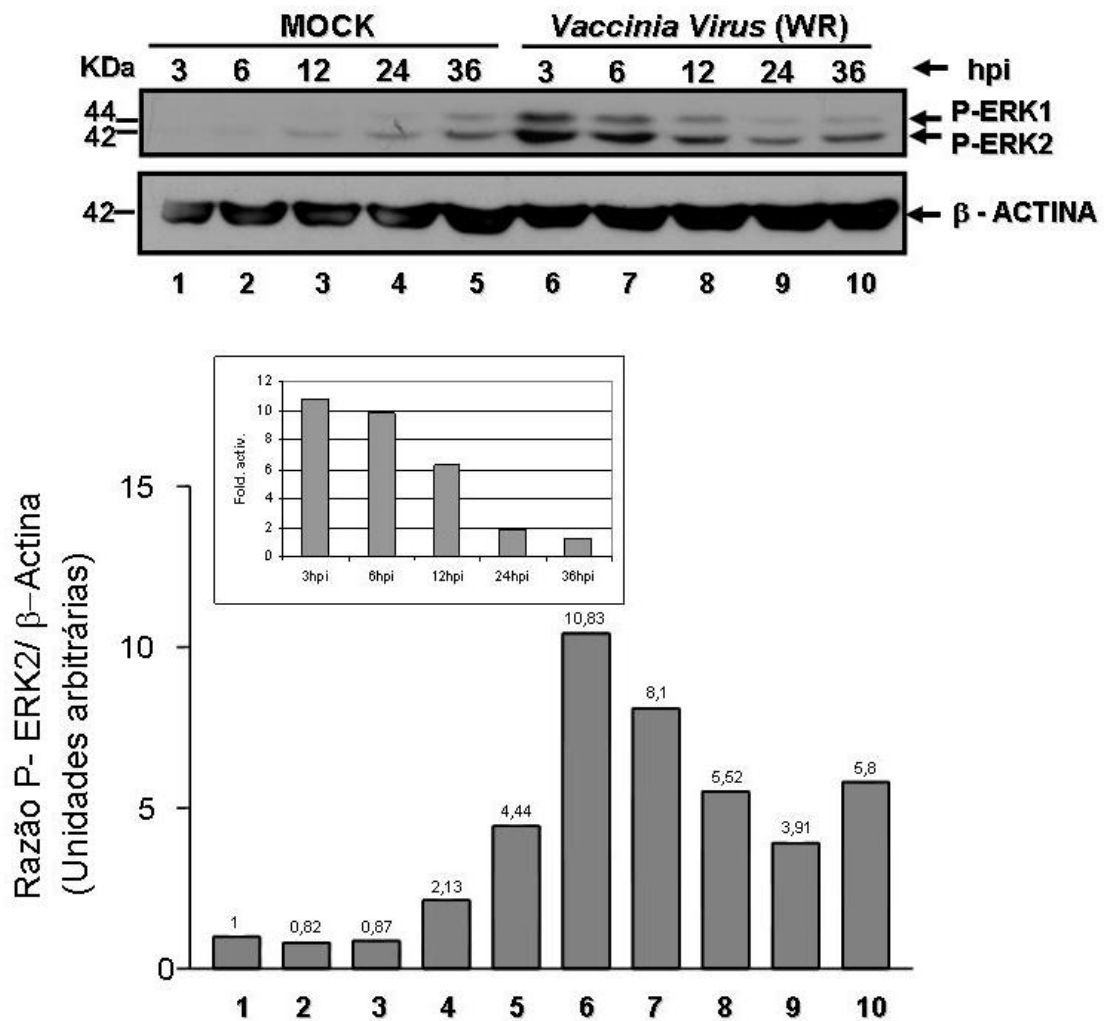 MOCK Vaccinia Virus (WR)
KDa 3 6 12 24 36 3 6 12 24 36 hpi
44 P-ERK1
42 P-ERK2
42 β - ACTINA
1 2 3 4 5 6 7 8 9 10
12
10
8
6
4
2
0
Fold. activ.
3hpi 6hpi 12hpi 24hpi 36hpi
Razão P- ERK2/ β-Actina
(Unidades arbitrárias)
15
10
5
0
1 0,82 0,87 2,13 4,44 10,83 8,1 5,52 3,91 5,8
1 2 3 4 5 6 7 8 9 10